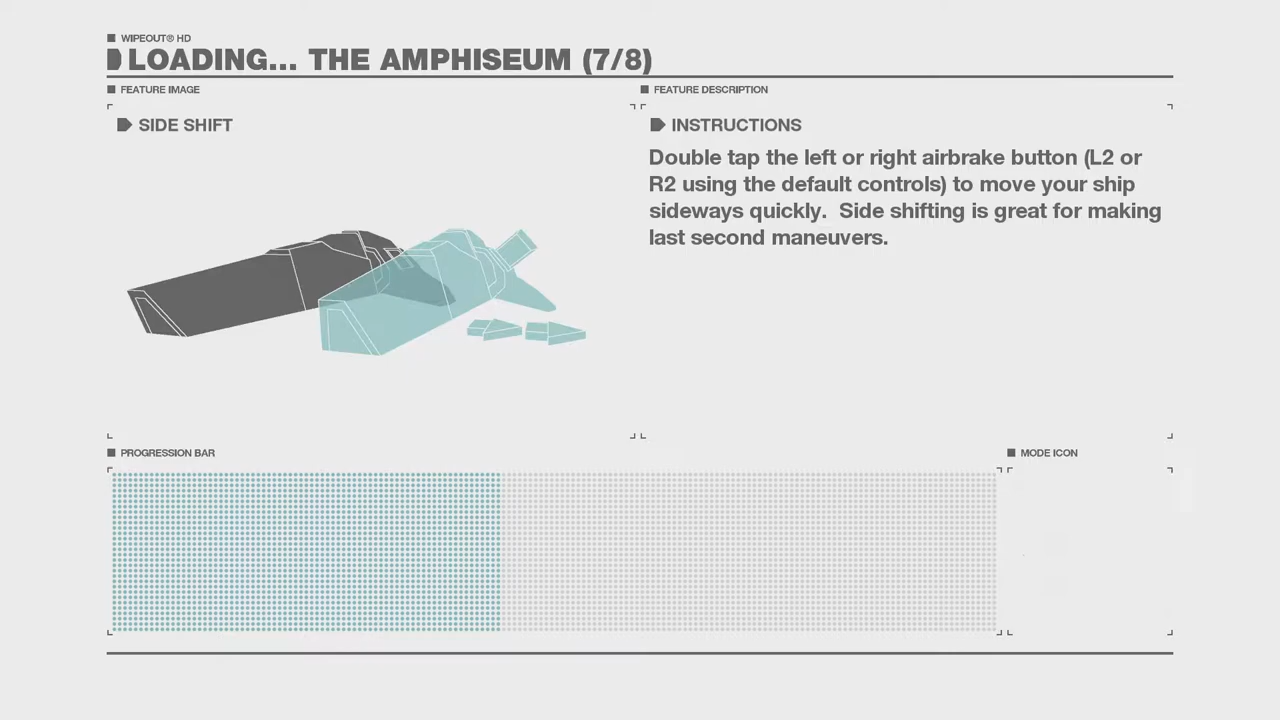 WIPEOUT® HD
LOADING... THE AMPHISEUM (7/8)
FEATURE IMAGE
FEATURE DESCRIPTION
SIDE SHIFT
INSTRUCTIONS
Double tap the left or right airbrake button (L2 or
R2 using the default controls) to move your ship
sideways quickly.  Side shifting is great for making
last second maneuvers.
PROGRESSION BAR
MODE ICON